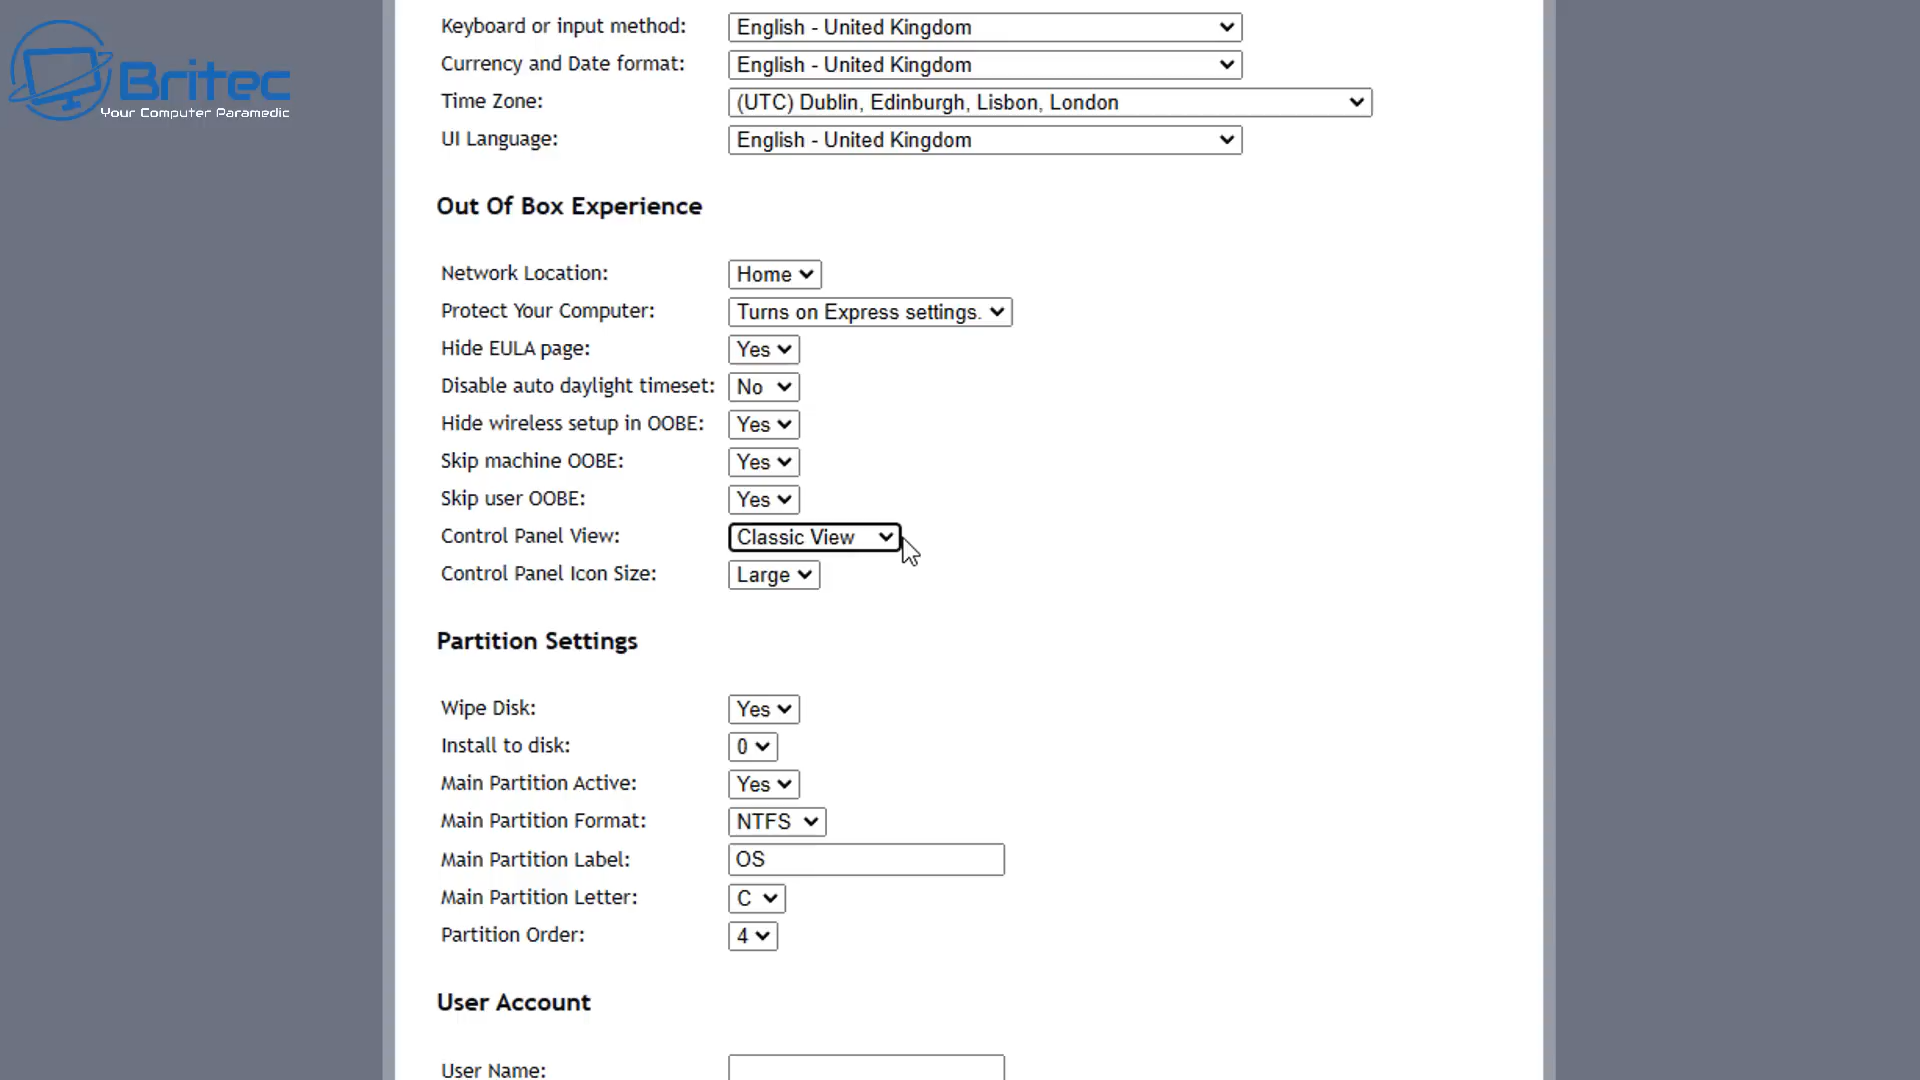 Britec
Your Computer Paramedic
Keyboard or input method: English - United Kingdom
Currency and Date format: English - United Kingdom
Time Zone: (UTC) Dublin, Edinburgh, Lisbon, London
UI Language: English - United Kingdom
Out Of Box Experience
Network Location: Home
Protect Your Computer: Turns on Express settings.
Hide EULA page: Yes
Disable auto daylight timeset: No
Hide wireless setup in OOBE: Yes
Skip machine OOBE: Yes
Skip user OOBE: Yes
Control Panel View: Classic View
Control Panel Icon Size: Large
Partition Settings
Wipe Disk: Yes
Install to disk: 0
Main Partition Active: Yes
Main Partition Format: NTFS
Main Partition Label: OS
Main Partition Letter: C
Partition Order: 4
User Account
User Name: